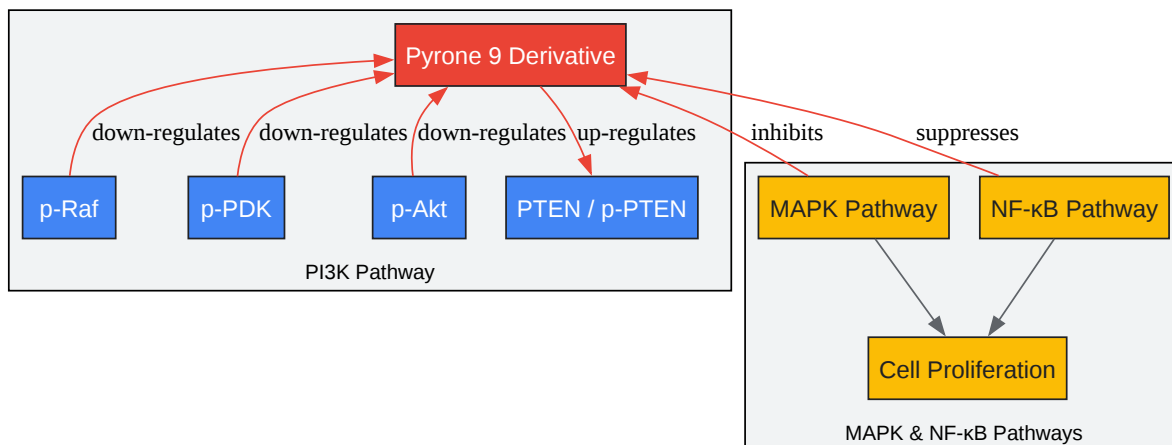 Pyrone 9 Derivative
down-regulates
down-regulates
down-regulates
up-regulates
inhibits
suppresses
p-Raf
p-PDK
p-Akt
PTEN / p-PTEN
MAPK Pathway
NF-κB Pathway
PI3K Pathway
Cell Proliferation
MAPK & NF-κB Pathways